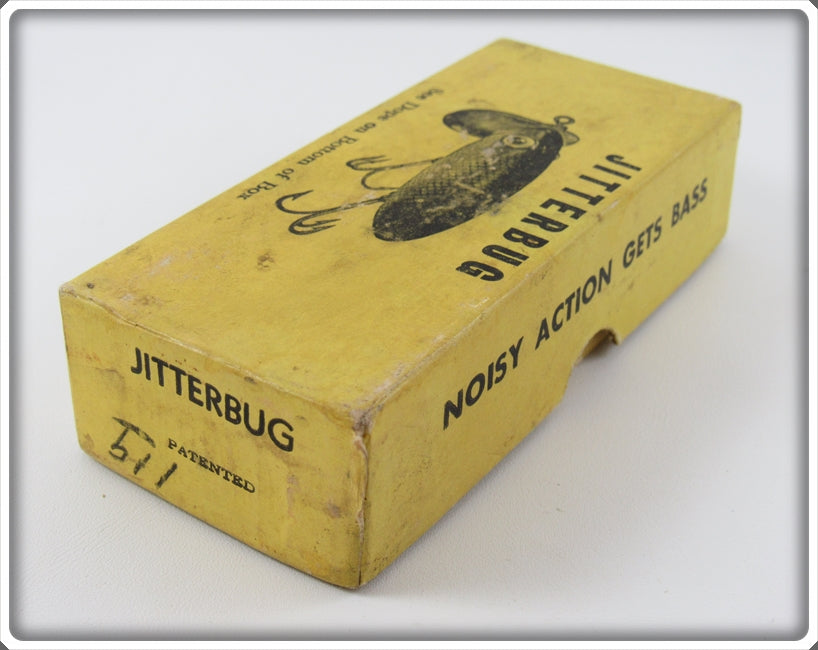 See Dope on Bottom of Box
JITTERBUG
NOISY ACTION GETS BASS
JITTERBUG
PATENTED
511